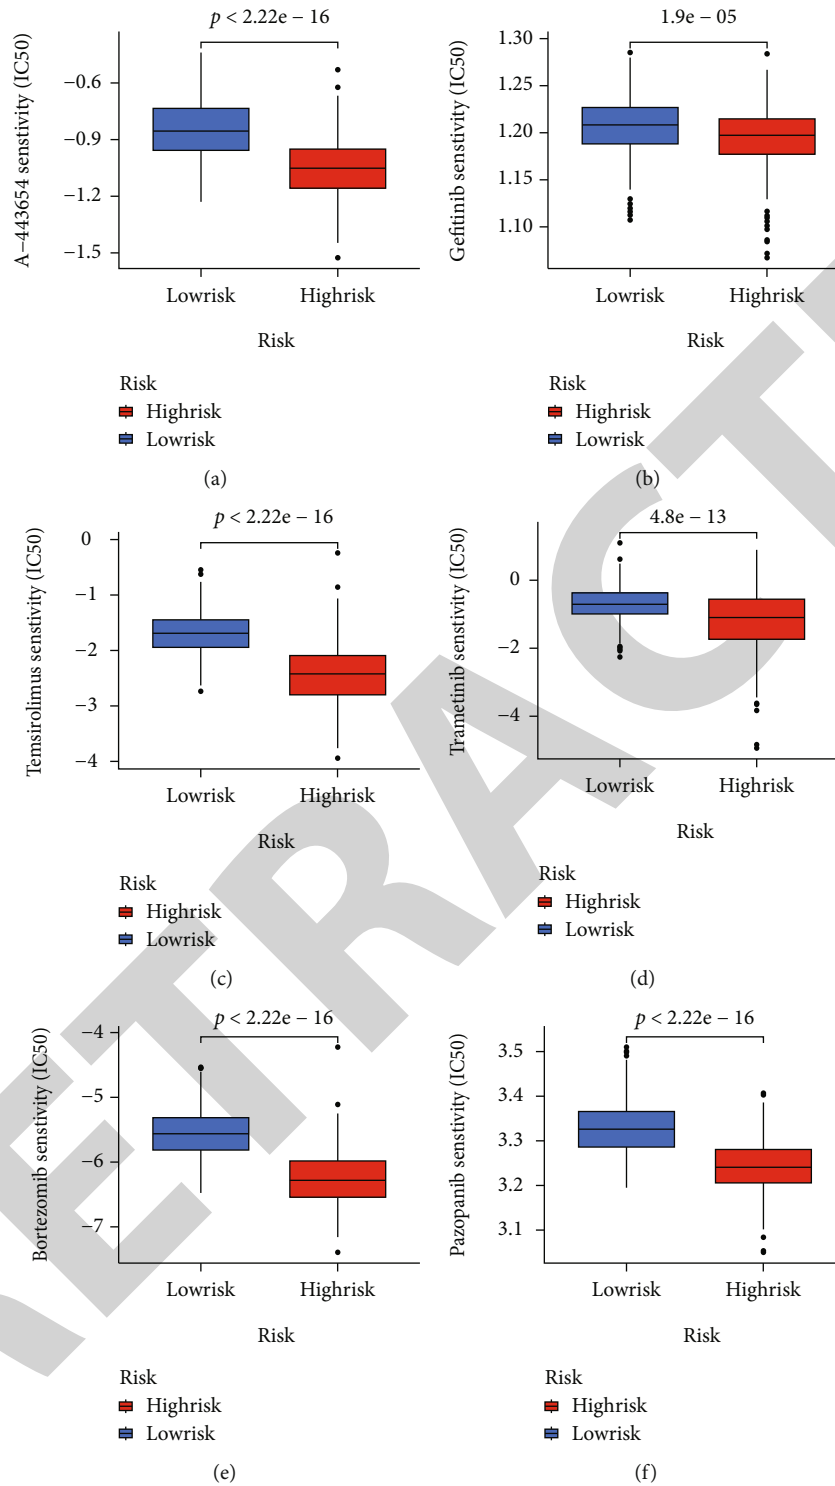 p < 2.22e − 16
A−443654 senstivity (IC50)
−0.6
−0.9
−1.2
−1.5
Lowrisk Highrisk
Risk
Risk
Highrisk
Lowrisk
(a)
1.9e − 05
Gefitinib senstivity (IC50)
1.30
1.25
1.20
1.15
1.10
Lowrisk Highrisk
Risk
Risk
Highrisk
Lowrisk
(b)
p < 2.22e − 16
Temsirolimus senstivity (IC50)
0
−1
−2
−3
−4
Lowrisk Highrisk
Risk
Risk
Highrisk
Lowrisk
(c)
4.8e − 13
Trametinib senstivity (IC50)
0
−2
−4
Lowrisk Highrisk
Risk
Risk
Highrisk
Lowrisk
(d)
p < 2.22e − 16
Bortezomib senstivity (IC50)
−4
−5
−6
−7
Lowrisk Highrisk
Risk
Risk
Highrisk
Lowrisk
(e)
p < 2.22e − 16
Pazopanib senstivity (IC50)
3.5
3.4
3.3
3.2
3.1
Lowrisk Highrisk
Risk
Risk
Highrisk
Lowrisk
(f)
RETRACT